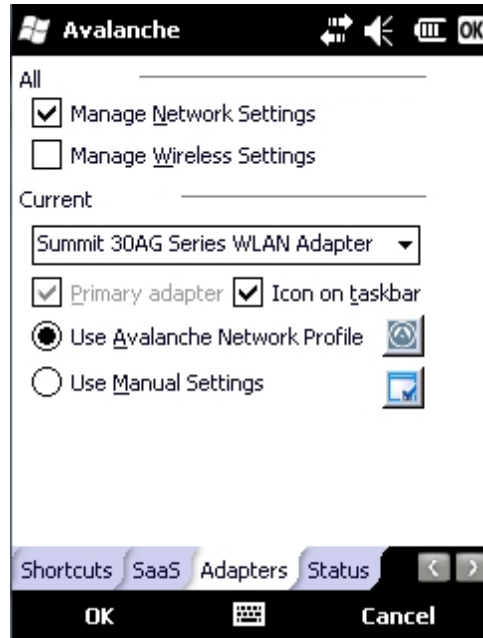 Avalanche OK
All
Manage Network Settings
Manage Wireless Settings
Current
Summit 30AG Series WLAN Adapter
Primary adapter Icon on taskbar
Use Avalanche Network Profile
Use Manual Settings
Shortcuts SaaS Adapters Status
OK Cancel